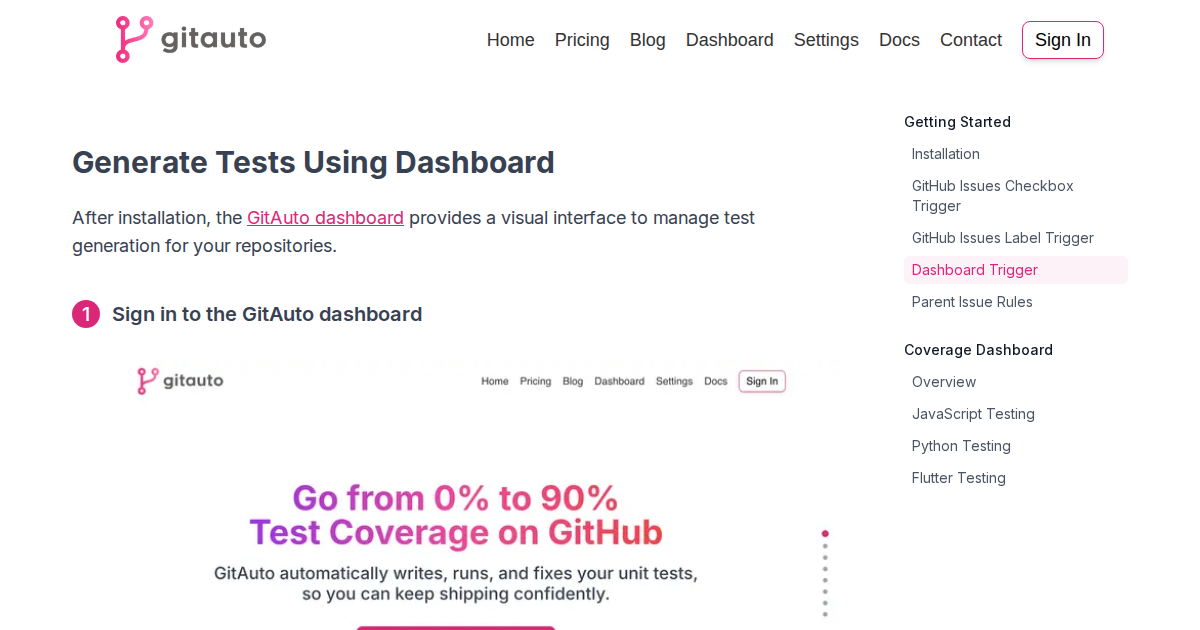 gitauto
Home Pricing Blog Dashboard Settings Docs Contact Sign In
Generate Tests Using Dashboard
After installation, the GitAuto dashboard provides a visual interface to manage test
generation for your repositories.
1 Sign in to the GitAuto dashboard
gitauto
Home Pricing Blog Dashboard Settings Docs Sign In
Go from 0% to 90%
Test Coverage on GitHub
GitAuto automatically writes, runs, and fixes your unit tests,
so you can keep shipping confidently.
Getting Started
Installation
GitHub Issues Checkbox
Trigger
GitHub Issues Label Trigger
Dashboard Trigger
Parent Issue Rules
Coverage Dashboard
Overview
JavaScript Testing
Python Testing
Flutter Testing